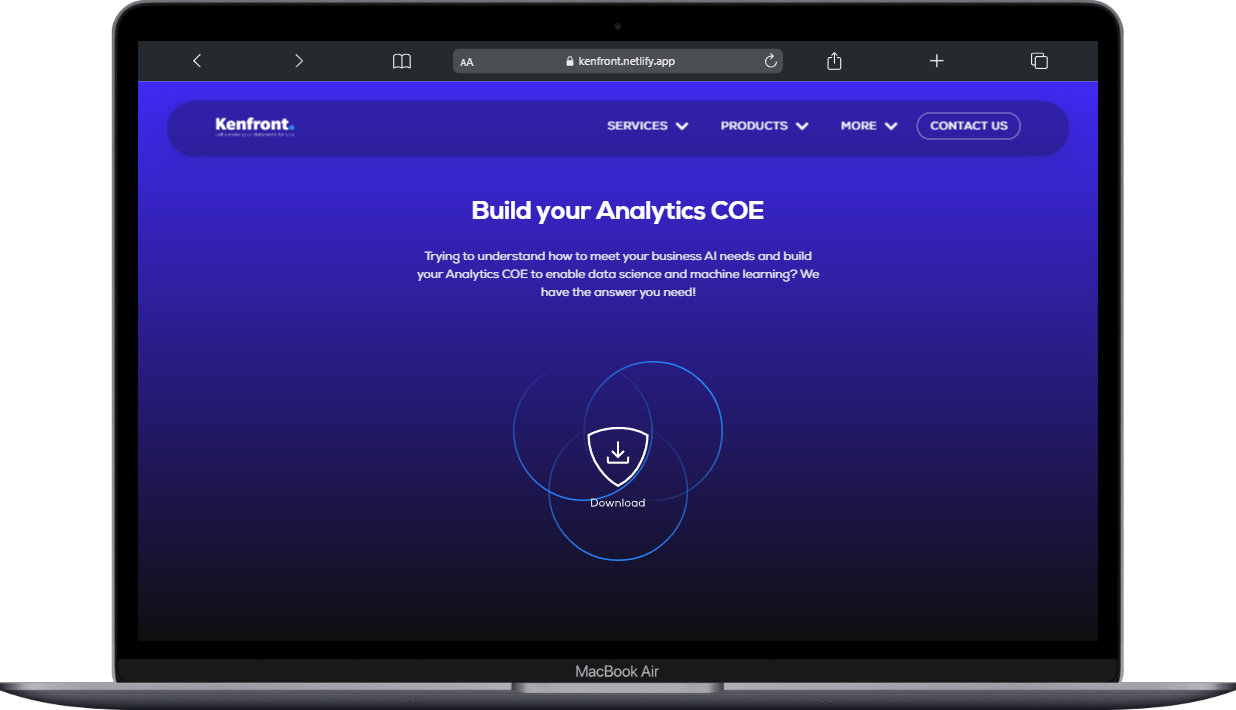 AA
kenfront.netlify.app
Kenfront.
SERVICES
PRODUCTS
MORE
CONTACT US
Build your Analytics COE
Trying to understand how to meet your business AI needs and build
your Analytics COE to enable data science and machine learning? We
have the answer you need!
Download
MacBook Air